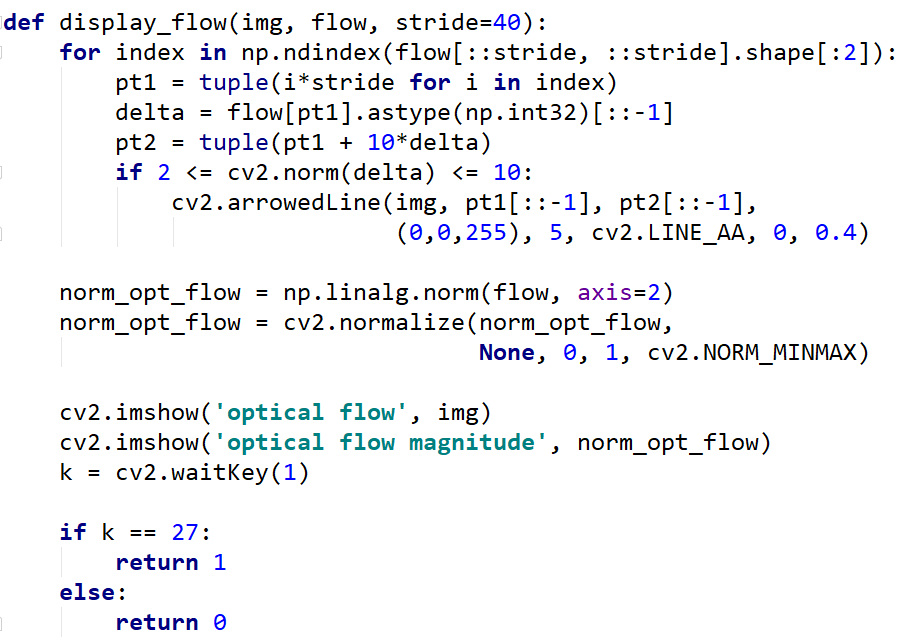 def display_flow(img, flow, stride=40):
    for index in np.ndindex(flow[::stride, ::stride].shape[:2]):
        pt1 = tuple(i*stride for i in index)
        delta = flow[pt1].astype(np.int32)[::-1]
        pt2 = tuple(pt1 + 10*delta)
        if 2 <= cv2.norm(delta) <= 10:
            cv2.arrowedLine(img, pt1[::-1], pt2[::-1],
                            (0,0,255), 5, cv2.LINE_AA, 0, 0.4)

    norm_opt_flow = np.linalg.norm(flow, axis=2)
    norm_opt_flow = cv2.normalize(norm_opt_flow,
                                  None, 0, 1, cv2.NORM_MINMAX)

    cv2.imshow('optical flow', img)
    cv2.imshow('optical flow magnitude', norm_opt_flow)
    k = cv2.waitKey(1)

    if k == 27:
        return 1
    else:
        return 0